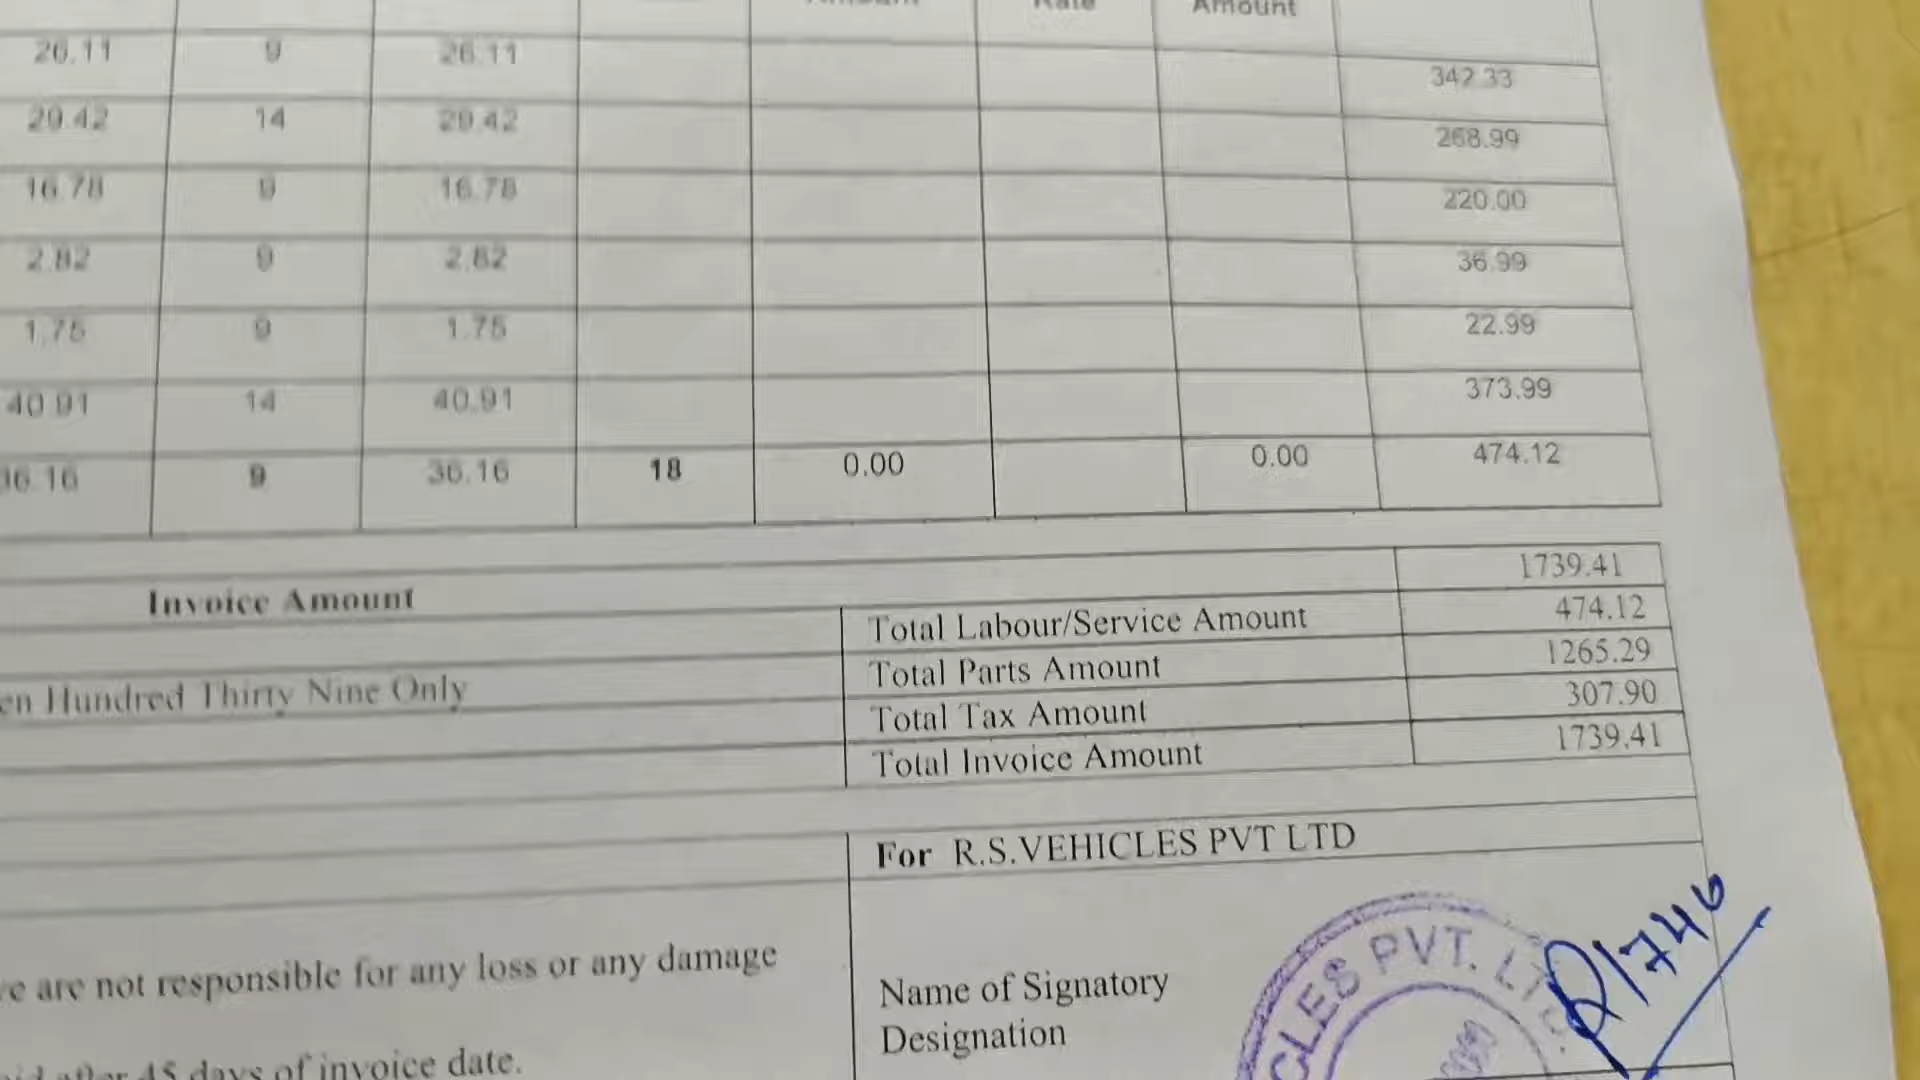 Amount Rate Amount
26.11 9 26.11 342.33
29.42 14 29.42 268.99
16.78 9 16.78 220.00
2.82 9 2.82 36.99
1.75 9 1.75 22.99
40.91 14 40.91 373.99
36.16 9 36.16 18 0.00 0.00 474.12
Invoice Amount 1739.41
Total Labour/Service Amount 474.12
en Hundred Thirty Nine Only
Total Parts Amount 1265.29
Total Tax Amount 307.90
Total Invoice Amount 1739.41
For R.S.VEHICLES PVT LTD
e are not responsible for any loss or any damage
Name of Signatory
Designation
after 45 days of invoice date.
CLES PVT. LTD.
1746